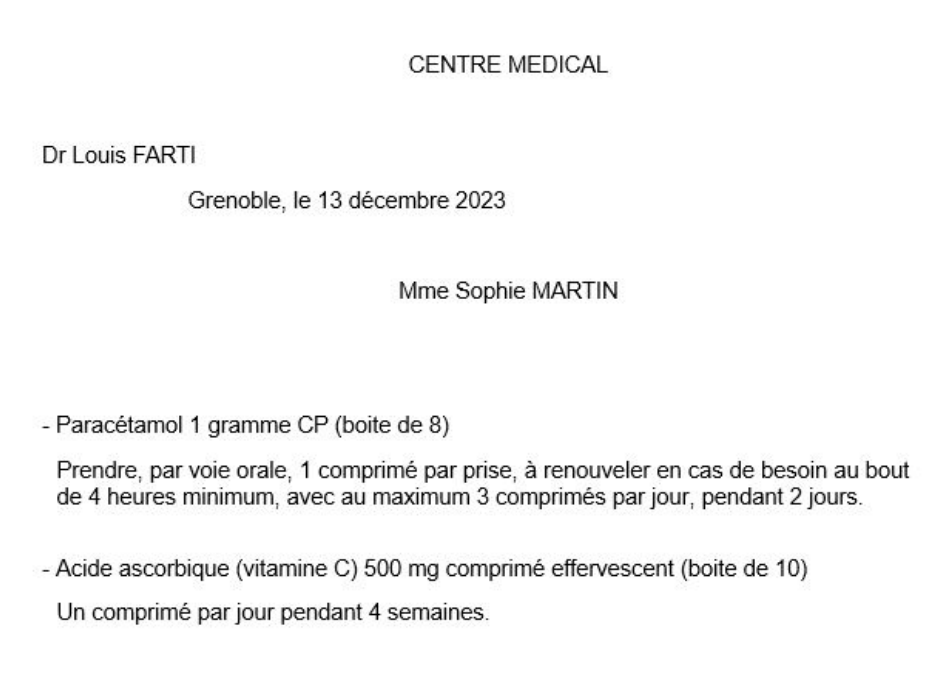 CENTRE MEDICAL
Dr Louis FARTI
Grenoble, le 13 décembre 2023
Mme Sophie MARTIN
- Paracétamol 1 gramme CP (boite de 8)
Prendre, par voie orale, 1 comprimé par prise, à renouveler en cas de besoin au bout
de 4 heures minimum, avec au maximum 3 comprimés par jour, pendant 2 jours.
- Acide ascorbique (vitamine C) 500 mg comprimé effervescent (boite de 10)
Un comprimé par jour pendant 4 semaines.